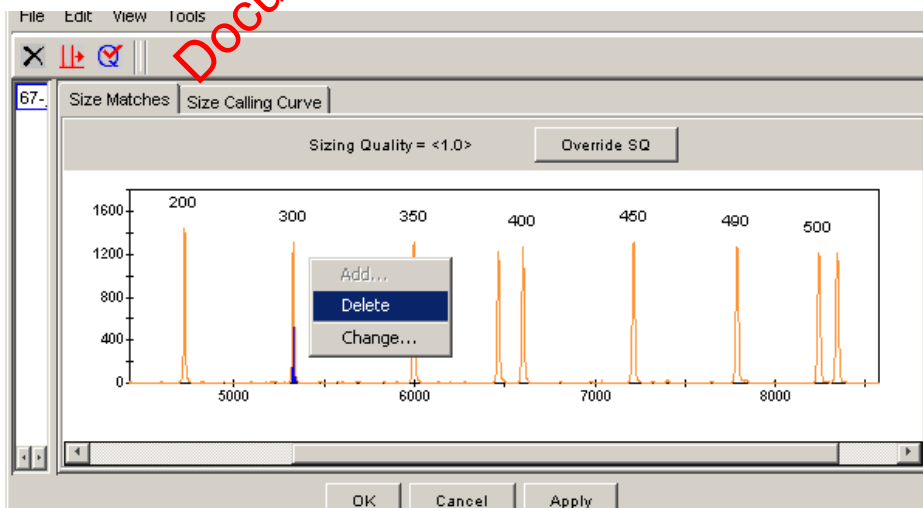 File Edit View Tools
Docu
67-
Size Matches Size Calling Curve
Sizing Quality = <1.0> Override SQ
200 300 350 400 450 490 500
1600
1200
800
400
0
5000 6000 7000 8000
Add...
Delete
Change...
OK Cancel Apply